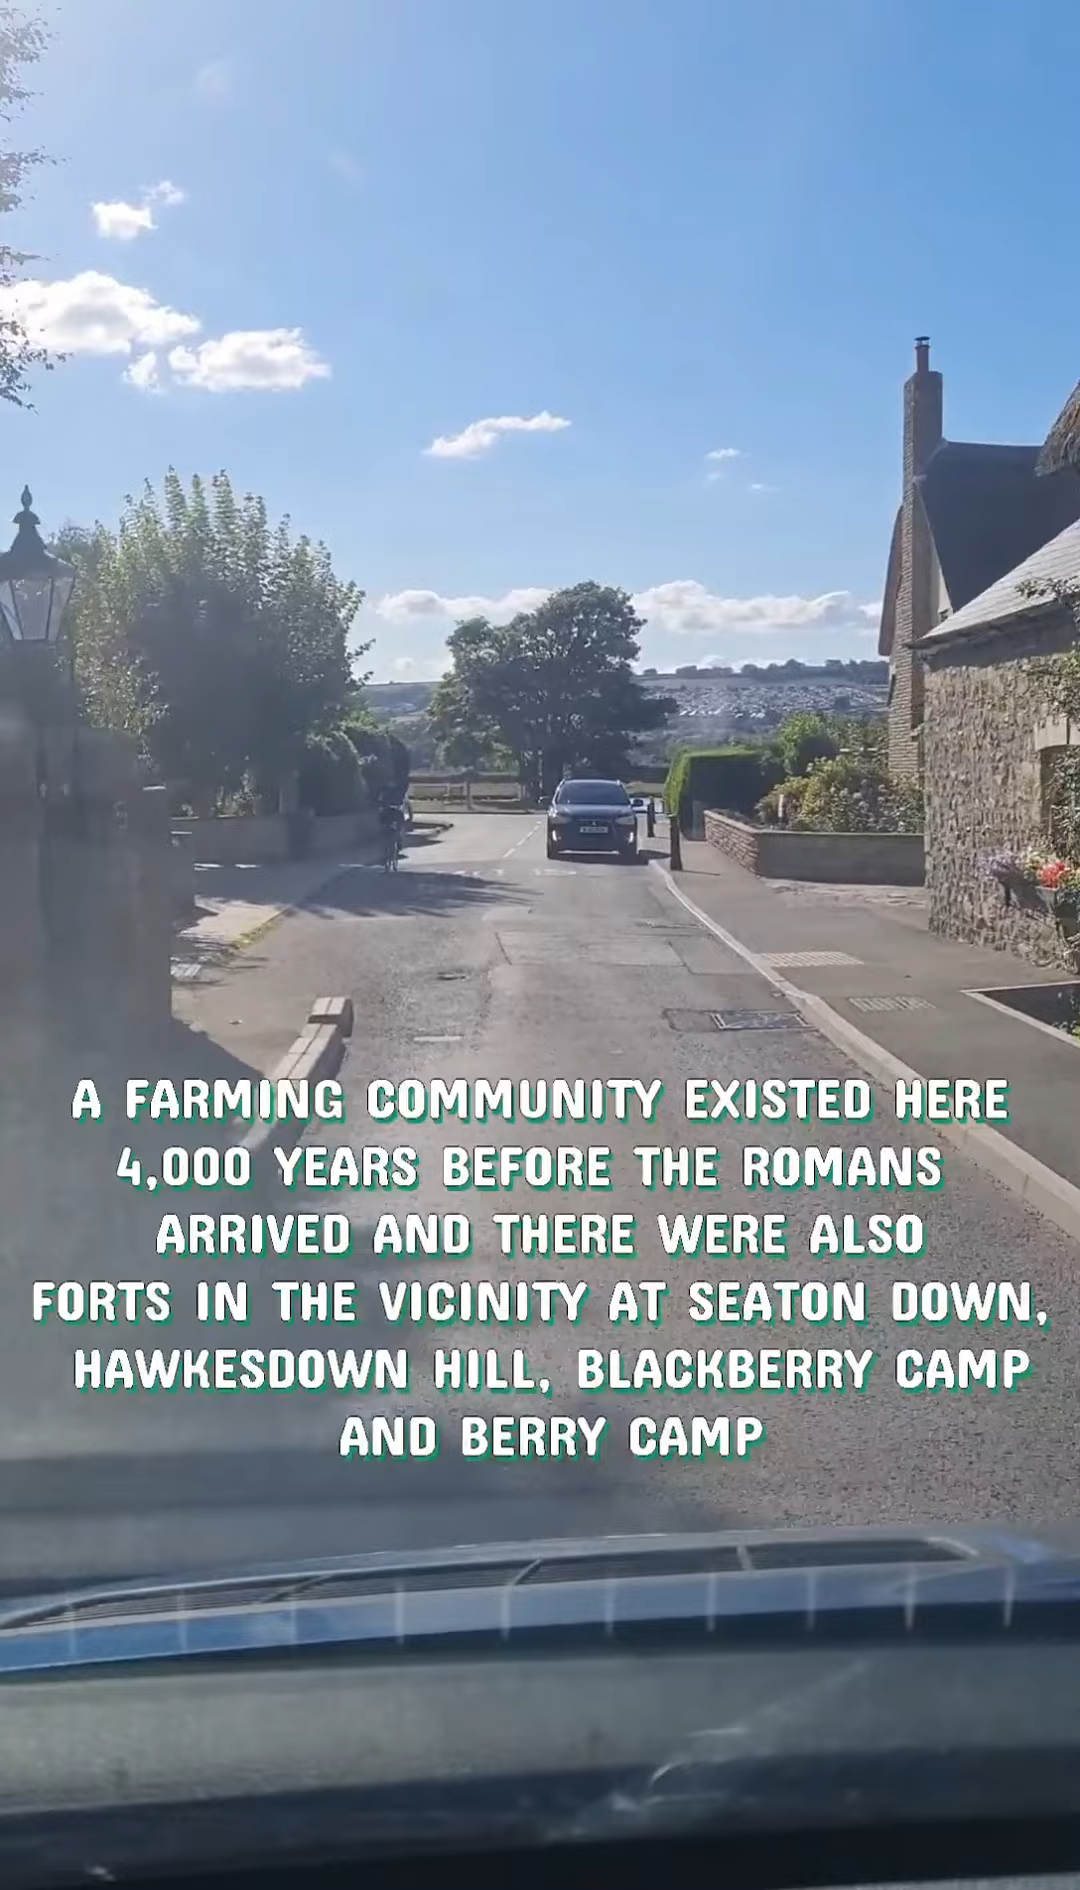 A FARMING COMMUNITY EXISTED HERE
4,000 YEARS BEFORE THE ROMANS
ARRIVED AND THERE WERE ALSO
FORTS IN THE VICINITY AT SEATON DOWN,
HAWKESDOWN HILL, BLACKBERRY CAMP
AND BERRY CAMP